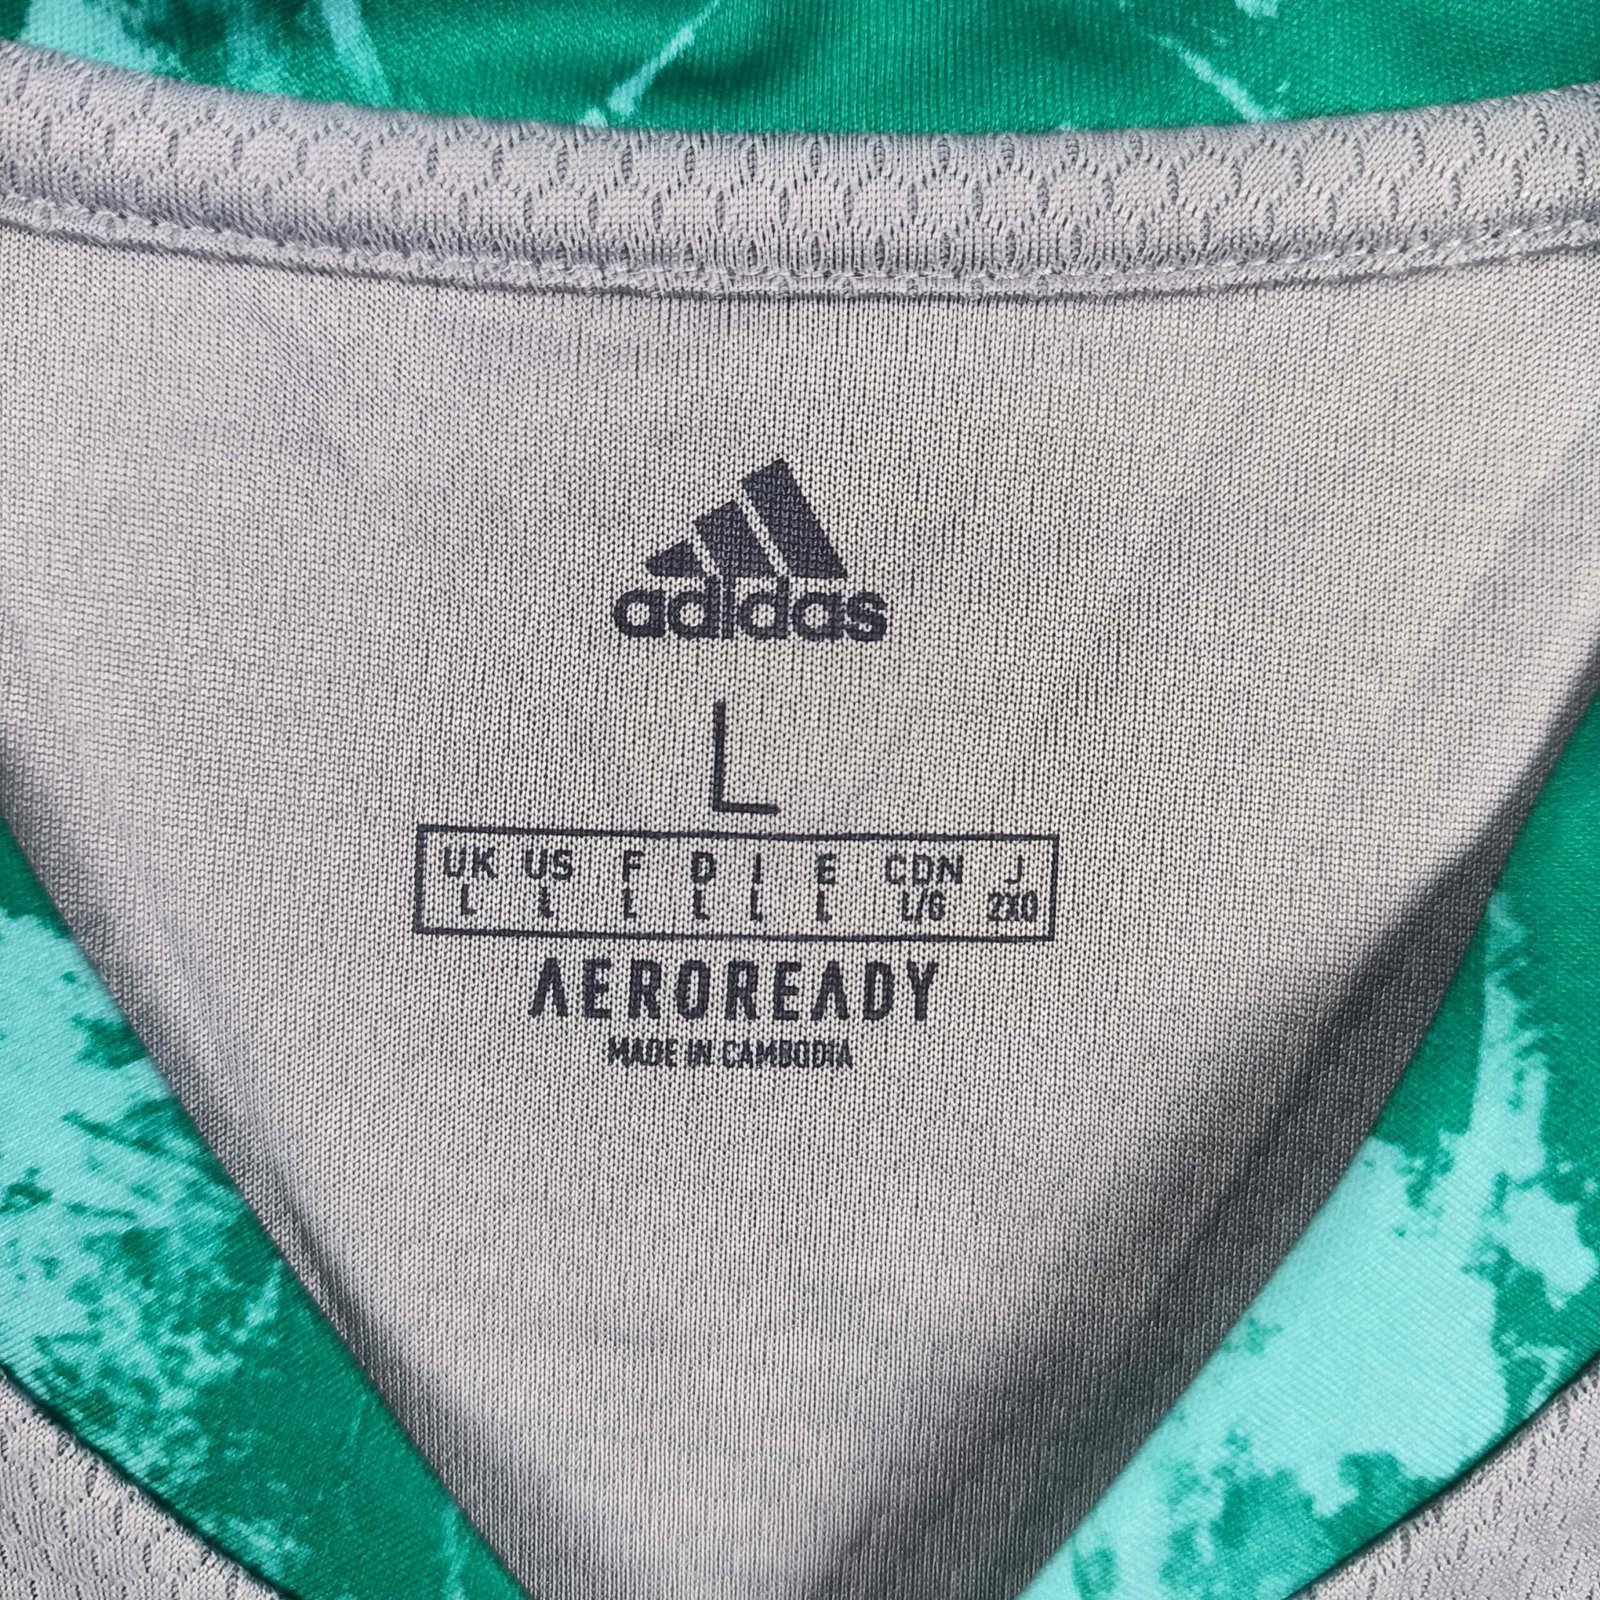 adidas
L
UK US F D I E CDN J
L L L L L L L/G 2XO
AEROREADY
MADE IN CAMBODIA